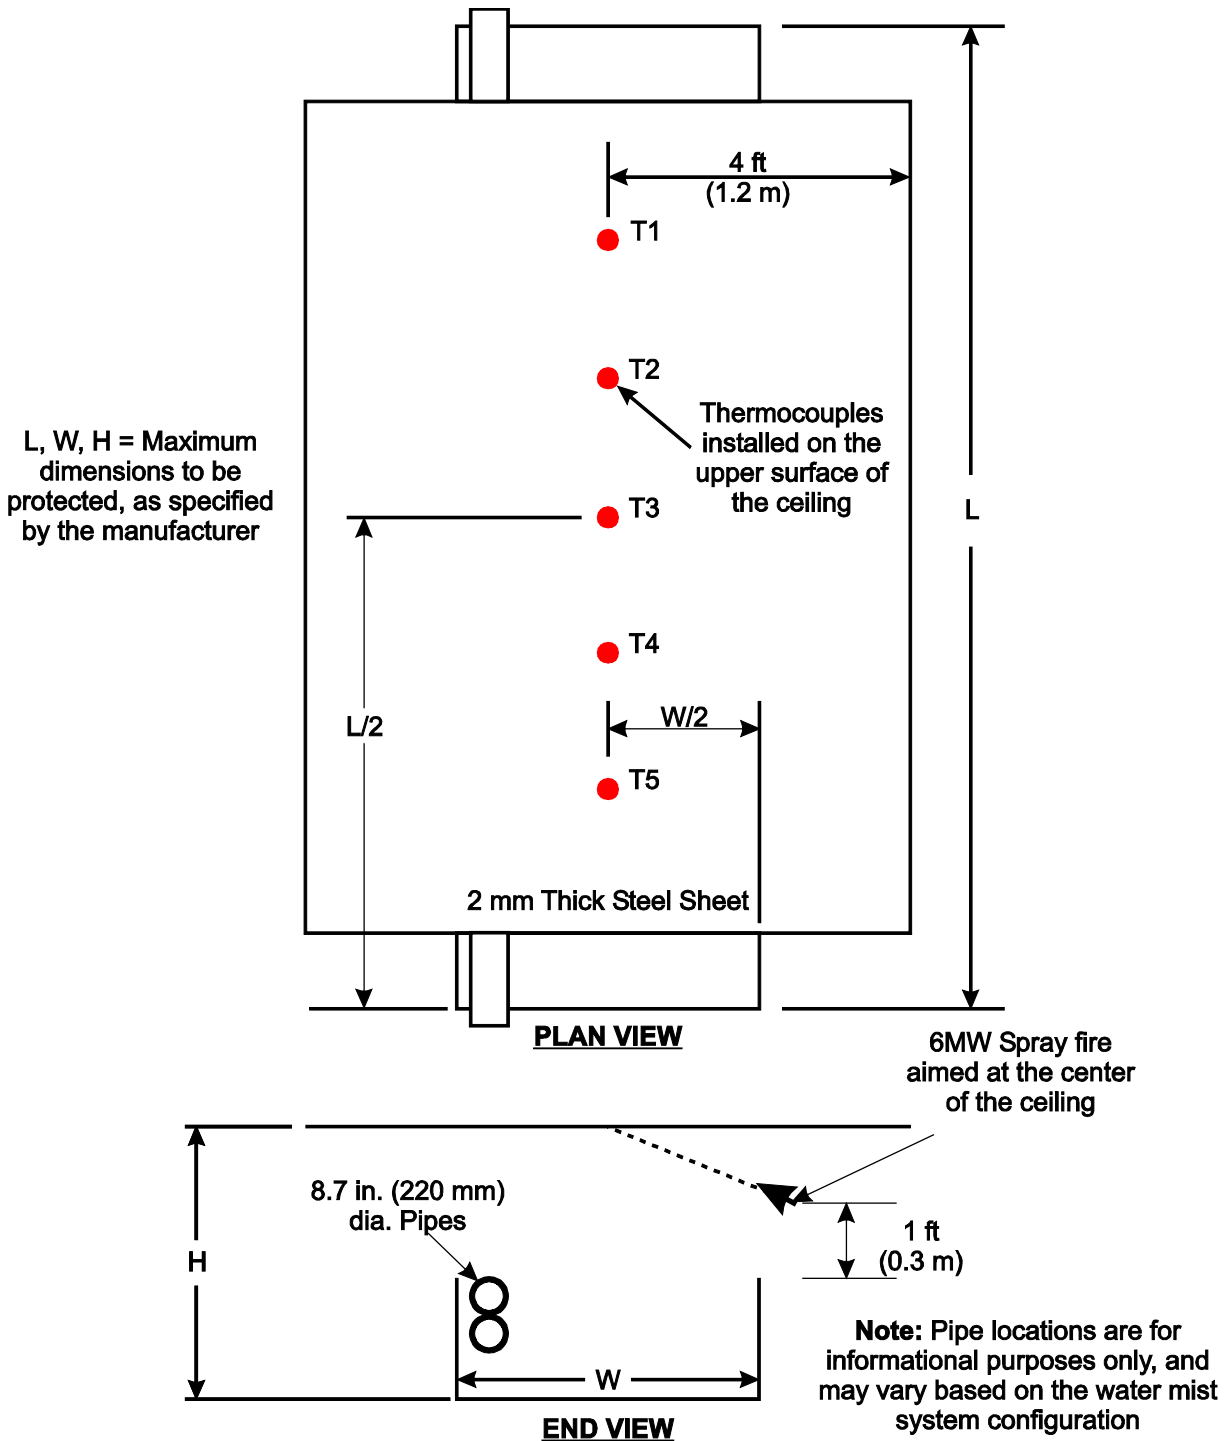 4 ft
(1.2 m)
T1
T2
Thermocouples
installed on the
upper surface of
the ceiling
L, W, H = Maximum
dimensions to be
protected, as specified
by the manufacturer
T3
L
T4
L/2
W/2
T5
2 mm Thick Steel Sheet
PLAN VIEW
6MW Spray fire
aimed at the center
of the ceiling
8.7 in. (220 mm)
dia. Pipes
H
1 ft
(0.3 m)
W
Note: Pipe locations are for
informational purposes only, and
may vary based on the water mist
system configuration
END VIEW